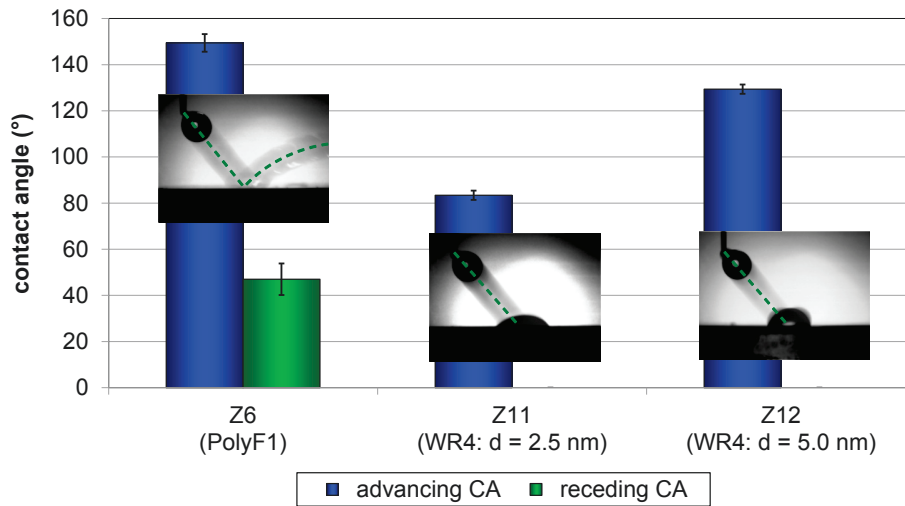 contact angle (°)
160
140
120
100
80
60
40
20
0
Z6
(PolyF1)
Z11
(WR4: d = 2.5 nm)
Z12
(WR4: d = 5.0 nm)
advancing CA
receding CA